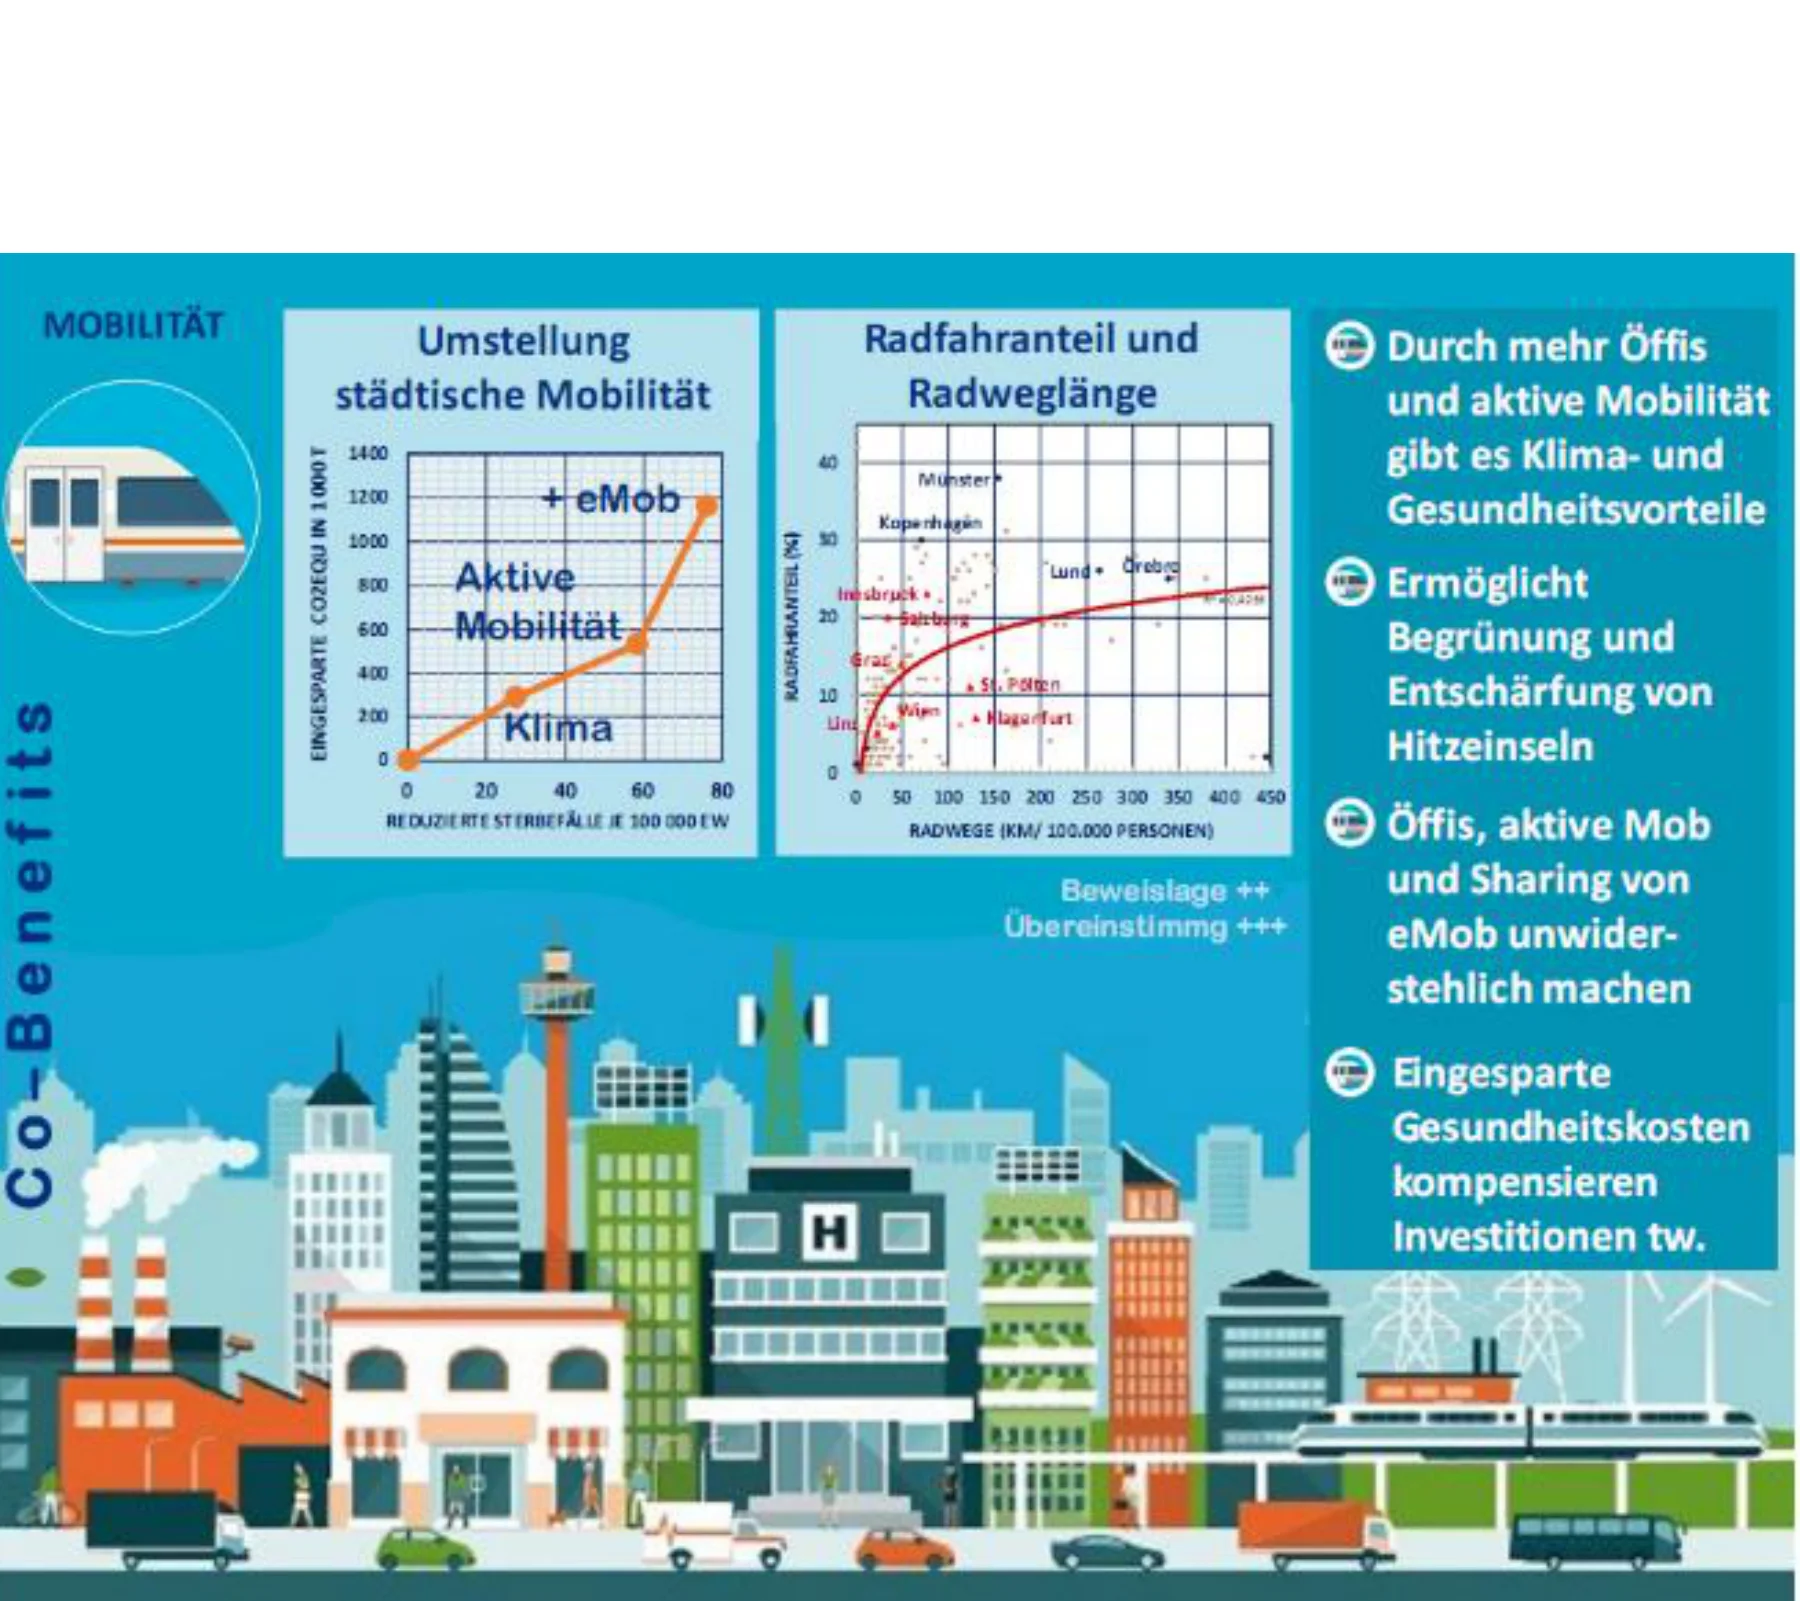 MOBILITÄT
Co-Benefits
Umstellung
städtische Mobilität
EINGESPARTE CO2EQU IN 1000T
1400
1200
1000
800
600
400
200
0
+ eMob
Aktive
Mobilität
Klima
0 20 40 60 80
REDUZIERTE STERBEFÄLLE JE 100 000 EW
Radfahranteil und
Radweglänge
RADFAHRANTEIL (%)
40
30
20
10
0
Münster
Kopenhagen
Lund
Örebro
Innsbruck
Salzburg
Graz
St. Pölten
Wien
Linz
Klagenfurt
0 50 100 150 200 250 300 350 400 450
RADWEGE (KM/ 100.000 PERSONEN)
Beweislage ++
Übereinstimmg +++
Durch mehr Öffis
und aktive Mobilität
gibt es Klima- und
Gesundheitsvorteile
Ermöglicht
Begrünung und
Entschärfung von
Hitzeinseln
Öffis, aktive Mob
und Sharing von
eMob unwider-
stehlich machen
Eingesparte
Gesundheitskosten
kompensieren
Investitionen tw.
H